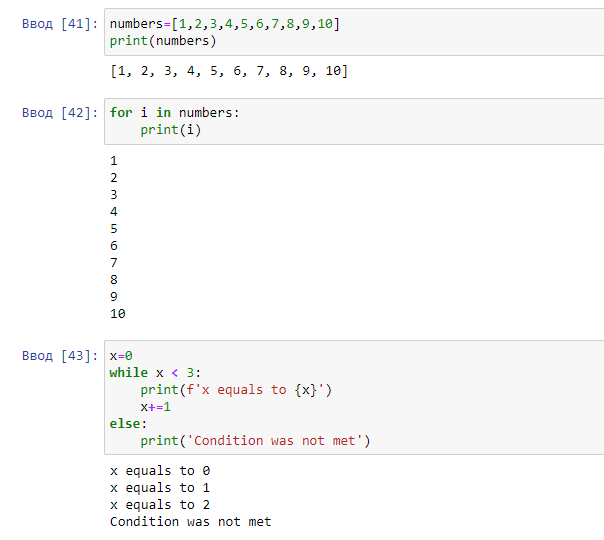 Ввод [41]: numbers=[1,2,3,4,5,6,7,8,9,10]
print(numbers)
[1, 2, 3, 4, 5, 6, 7, 8, 9, 10]
Ввод [42]: for i in numbers:
    print(i)
1
2
3
4
5
6
7
8
9
10
Ввод [43]: x=0
while x < 3:
    print(f'x equals to {x}')
    x+=1
else:
    print('Condition was not met')
x equals to 0
x equals to 1
x equals to 2
Condition was not met